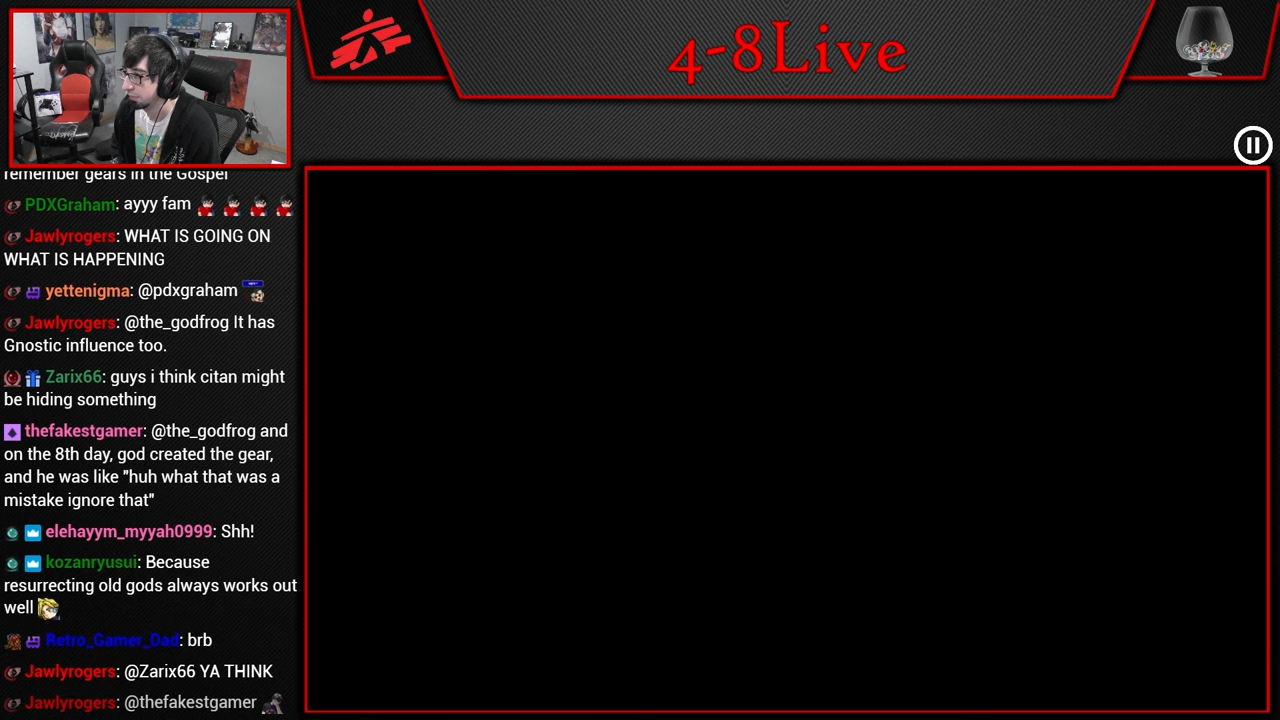 4-8Live
remember gears in the Gospel
PDXGraham: ayyy fam
Jawlyrogers: WHAT IS GOING ON
WHAT IS HAPPENING
yettenigma: @pdxgraham
Jawlyrogers: @the_godfrog It has
Gnostic influence too.
Zarix66: guys i think citan might
be hiding something
thefakestgamer: @the_godfrog and
on the 8th day, god created the gear,
and he was like "huh what that was a
mistake ignore that"
elehayym_myyah0999: Shh!
kozanryusui: Because
resurrecting old gods always works out
well
Retro_Gamer_Dad: brb
Jawlyrogers: @Zarix66 YA THINK
Jawlyrogers: @thefakestgamer